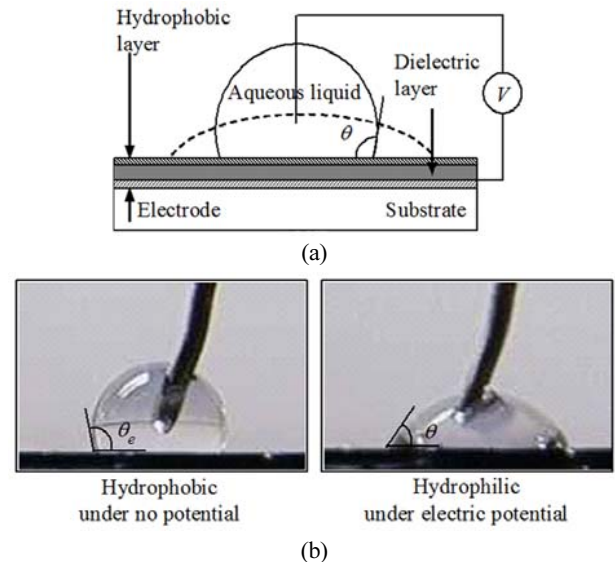 Hydrophobic
layer
Dielectric
layer
Aqueous liquid
V
θ
Electrode
Substrate
(a)
θe
θ
Hydrophobic
under no potential
Hydrophilic
under electric potential
(b)